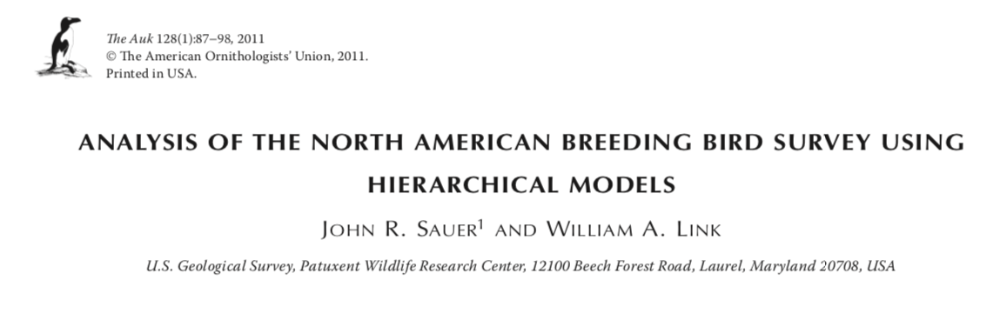 The Auk 128(1):87–98, 2011
© The American Ornithologists’ Union, 2011.
Printed in USA.
ANALYSIS OF THE NORTH AMERICAN BREEDING BIRD SURVEY USING
HIERARCHICAL MODELS
John R. Sauer¹ and William A. Link
U.S. Geological Survey, Patuxent Wildlife Research Center, 12100 Beech Forest Road, Laurel, Maryland 20708, USA